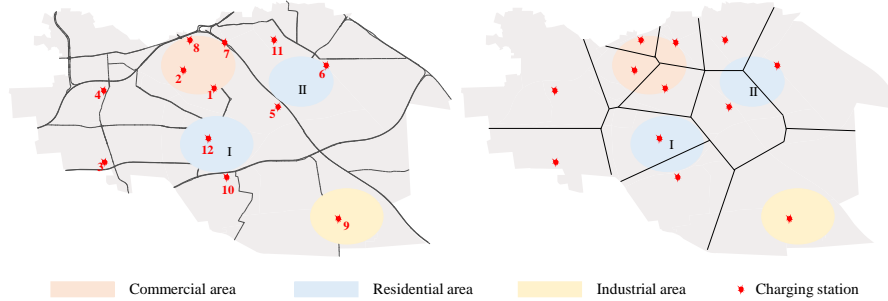 8
7
11
2
6
II
4
1
5
12
I
3
10
9
II
I
Commercial area
Residential area
Industrial area
Charging station